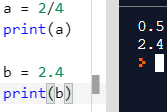 a = 2/4
print(a)
b = 2.4
print(b)
0.5
2.4
>